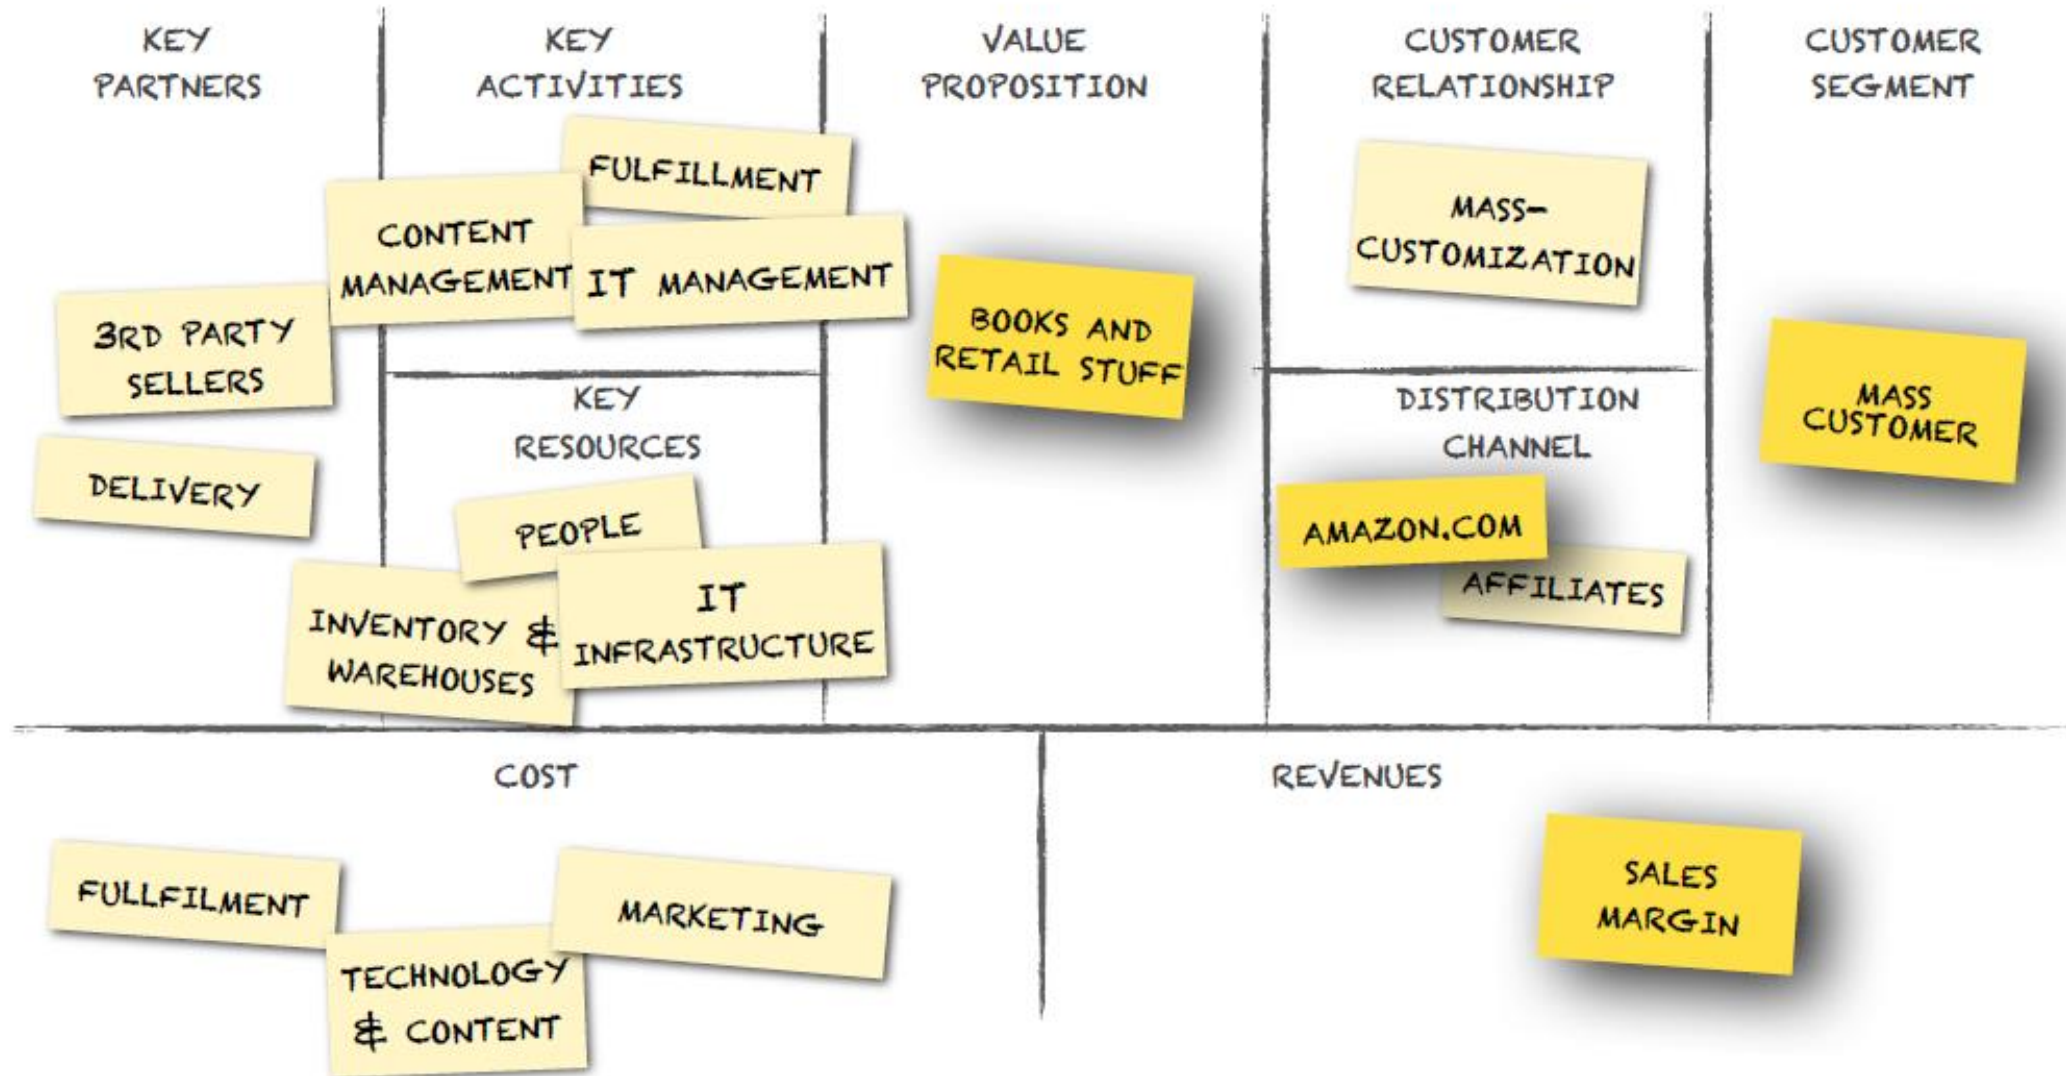 KEY
PARTNERS
3RD PARTY
SELLERS
DELIVERY
KEY
ACTIVITIES
FULFILLMENT
CONTENT
MANAGEMENT
IT MANAGEMENT
KEY
RESOURCES
PEOPLE
INVENTORY &
WAREHOUSES
IT
INFRASTRUCTURE
VALUE
PROPOSITION
BOOKS AND
RETAIL STUFF
CUSTOMER
RELATIONSHIP
MASS-
CUSTOMIZATION
DISTRIBUTION
CHANNEL
AMAZON.COM
AFFILIATES
CUSTOMER
SEGMENT
MASS
CUSTOMER
COST
FULLFILMENT
TECHNOLOGY
& CONTENT
MARKETING
REVENUES
SALES
MARGIN